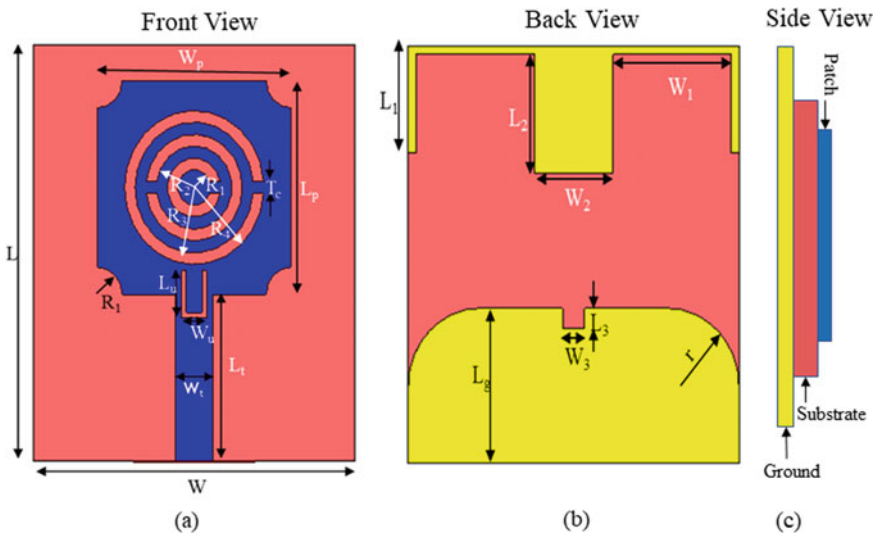 Front View
Back View
Side View
Wp
Patch
L1
L2
W1
R2
R1
Tc
Lp
R3
R4
W2
L
Lu
R1
Wu
Lt
L3
W3
r
Wt
Lg
Substrate
Ground
W
(a)
(b)
(c)